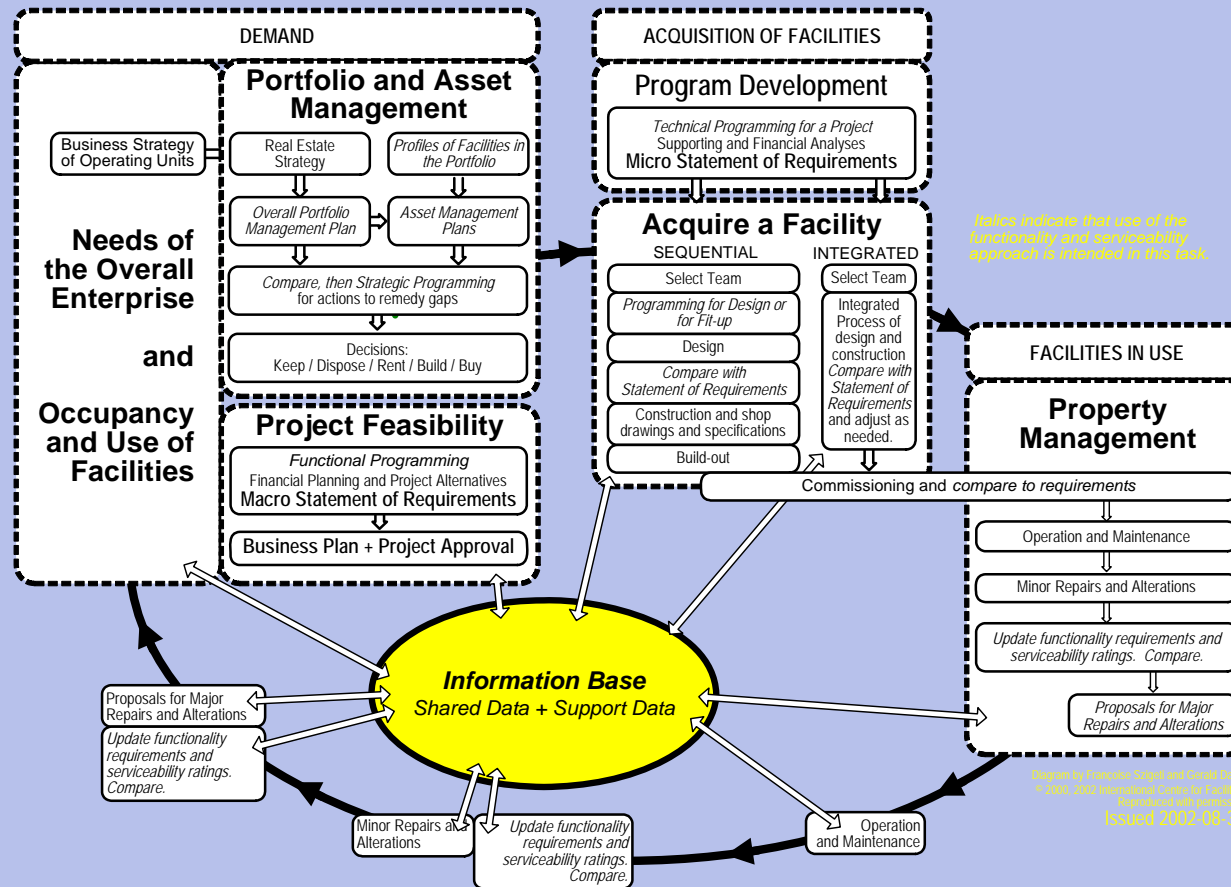 DEMAND
Portfolio and Asset
Management
Business Strategy
of Operating Units
Real Estate
Strategy
Profiles of Facilities in
the Portfolio
Overall Portfolio
Management Plan
Asset Management
Plans
Compare, then Strategic Programming
for actions to remedy gaps
Decisions:
Keep / Dispose / Rent / Build / Buy
Needs of
the Overall
Enterprise
and
Occupancy
and Use of
Facilities
Project Feasibility
Functional Programming
Financial Planning and Project Alternatives
Macro Statement of Requirements
Business Plan + Project Approval
ACQUISITION OF FACILITIES
Program Development
Technical Programming for a Project
Supporting and Financial Analyses
Micro Statement of Requirements
Acquire a Facility
SEQUENTIAL
Select Team
Programming for Design or
for Fit-up
Design
Compare with
Statement of Requirements
Construction and shop
drawings and specifications
Build-out
INTEGRATED
Select Team
Integrated
Process of
design and
construction
Compare with
Statement of
Requirements
and adjust as
needed.
Italics indicate that use of the
functionality and serviceability
approach is intended in this task.
FACILITIES IN USE
Property
Management
Commissioning and compare to requirements
Operation and Maintenance
Minor Repairs and Alterations
Update functionality requirements and
serviceability ratings. Compare.
Proposals for Major
Repairs and Alterations
Information Base
Shared Data + Support Data
Proposals for Major
Repairs and Alterations
Update functionality
requirements and
serviceability ratings.
Compare.
Minor Repairs and
Alterations
Update functionality
requirements and
serviceability ratings.
Compare.
Operation
and Maintenance
Diagram by Françoise Szigeti and Gerald
© 2000, 2002 International Centre for
Reproduced with
Issued 2002-08-